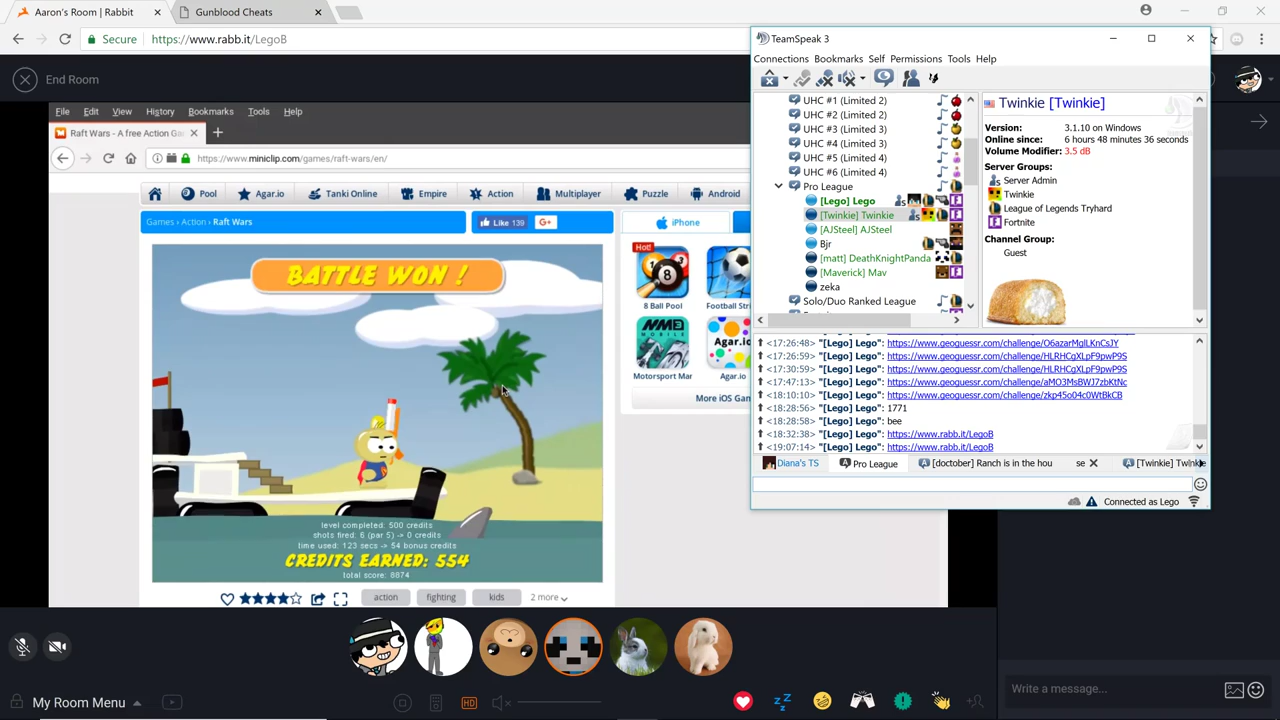 Aaron's Room | Rabbit
Gunblood Cheats
Secure
https://www.rabb.it/LegoB
End Room
File Edit View History Bookmarks Tools Help
Raft Wars - A free Action Ga
https://www.miniclip.com/games/raft-wars/en/
Pool Agar.io Tanki Online Empire Action Multiplayer Puzzle Android
Games › Action › Raft Wars
Like 139
G+
iPhone
BATTLE WON !
Hot!
8 Ball Pool
Football Stri
NM3
MOBILE
Agar.
Motorsport Mar
Agar.io
More iOS Gan
level completed: 500 credits
shots fired: 6 (par 5) -> 0 credits
time used: 123 secs -> 54 bonus credits
CREDITS EARNED: 554
total score: 8874
action fighting kids 2 more
TeamSpeak 3
Connections Bookmarks Self Permissions Tools Help
UHC #1 (Limited 2)
UHC #2 (Limited 2)
UHC #3 (Limited 3)
UHC #4 (Limited 3)
UHC #5 (Limited 4)
UHC #6 (Limited 4)
Pro League
[Lego] Lego
[Twinkie] Twinkie
[AJSteel] AJSteel
Bjr
[matt] DeathKnightPanda
[Maverick] Mav
zeka
Solo/Duo Ranked League
Twinkie [Twinkie]
Version: 3.1.10 on Windows
Online since: 6 hours 48 minutes 36 seconds
Volume Modifier: 3.5 dB
Server Groups:
Server Admin
Twinkie
League of Legends Tryhard
Fortnite
Channel Group:
Guest
<17:26:48> "[Lego] Lego": https://www.geoguessr.com/challenge/O6azarMglLKnCsJY
<17:26:59> "[Lego] Lego": https://www.geoguessr.com/challenge/HLRHCgXLpF9pwP9S
<17:30:59> "[Lego] Lego": https://www.geoguessr.com/challenge/HLRHCgXLpF9pwP9S
<17:47:13> "[Lego] Lego": https://www.geoguessr.com/challenge/aMO3MsBWJ7zbKtNc
<18:10:10> "[Lego] Lego": https://www.geoguessr.com/challenge/zkp45o04c0WtBkCB
<18:28:56> "[Lego] Lego": 1771
<18:28:58> "[Lego] Lego": bee
<18:32:38> "[Lego] Lego": https://www.rabb.it/LegoB
<19:07:14> "[Lego] Lego": https://www.rabb.it/LegoB
Diana's TS
Pro League
[doctober] Ranch is in the hou
se
[Twinkie] Twinkie
Connected as Lego
Write a message...
My Room Menu
HD